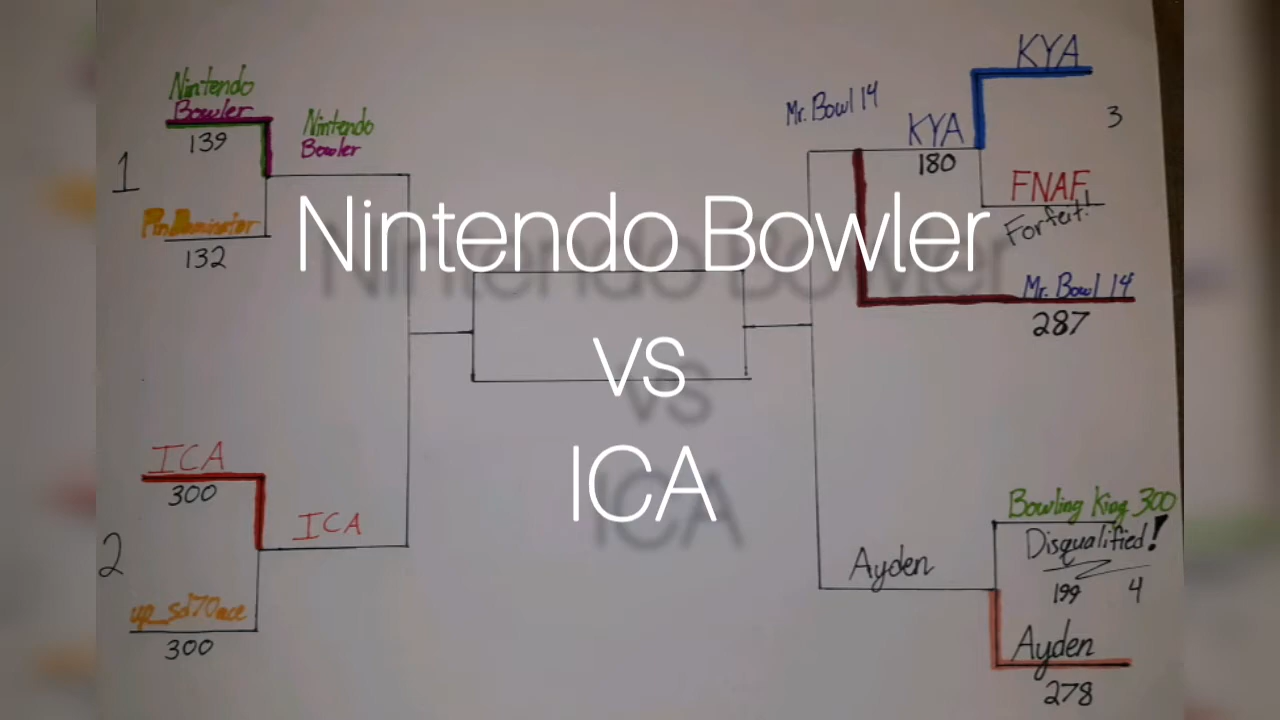 Nintendo
Bowler
139
1
132
Nintendo
Bowler
ICA
300
2
up_sd70ace
300
ICA
Nintendo Bowler
vs
ICA
Mr. Bowl 14
KYA
180
KYA
3
FNAF
Forfeit!
Mr. Bowl 14
287
Ayden
Bowling King 300
Disqualified!
199
4
Ayden
278